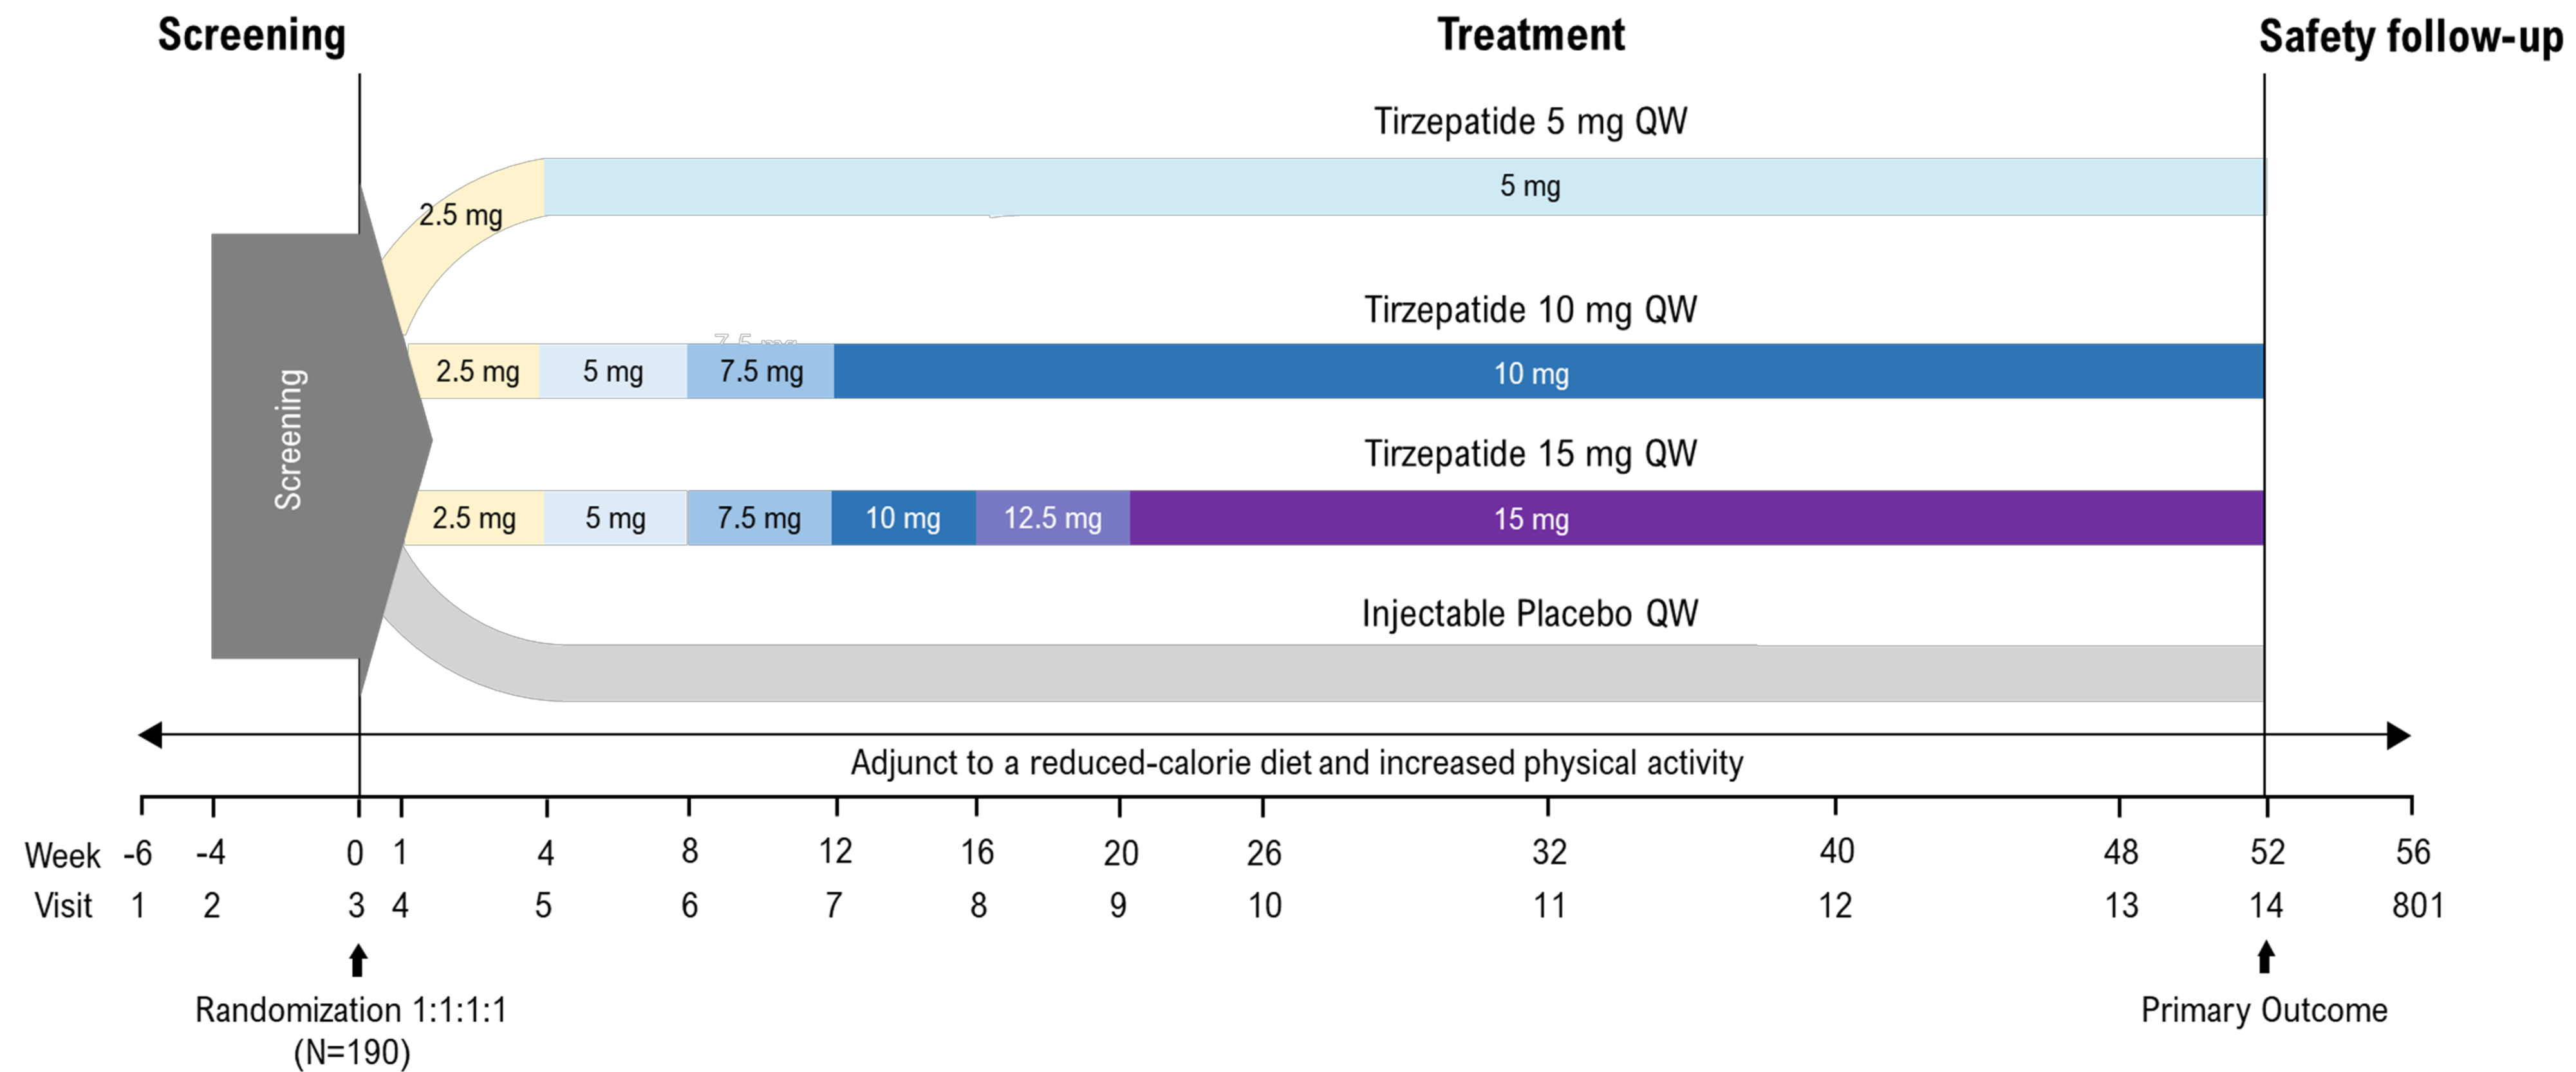 Screening
Treatment
Safety follow-up
Tirzepatide 5 mg QW
5 mg
2.5 mg
Tirzepatide 10 mg QW
7.5 mg
2.5 mg 5 mg 7.5 mg 10 mg
Screening
Tirzepatide 15 mg QW
2.5 mg 5 mg 7.5 mg 10 mg 12.5 mg 15 mg
Injectable Placebo QW
Adjunct to a reduced-calorie diet and increased physical activity
Week -6 -4 0 1 4 8 12 16 20 26 32 40 48 52 56
Visit 1 2 3 4 5 6 7 8 9 10 11 12 13 14 801
Randomization 1:1:1:1
(N=190)
Primary Outcome